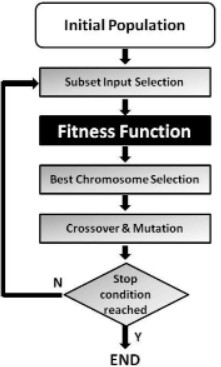 Initial Population
Subset Input Selection
Fitness Function
Best Chromosome Selection
Crossover & Mutation
Stop
condition
reached
N
Y
END